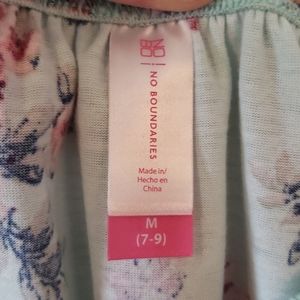 NO BOUNDARIES
Made in/
Hecho en
China
M
(7-9)